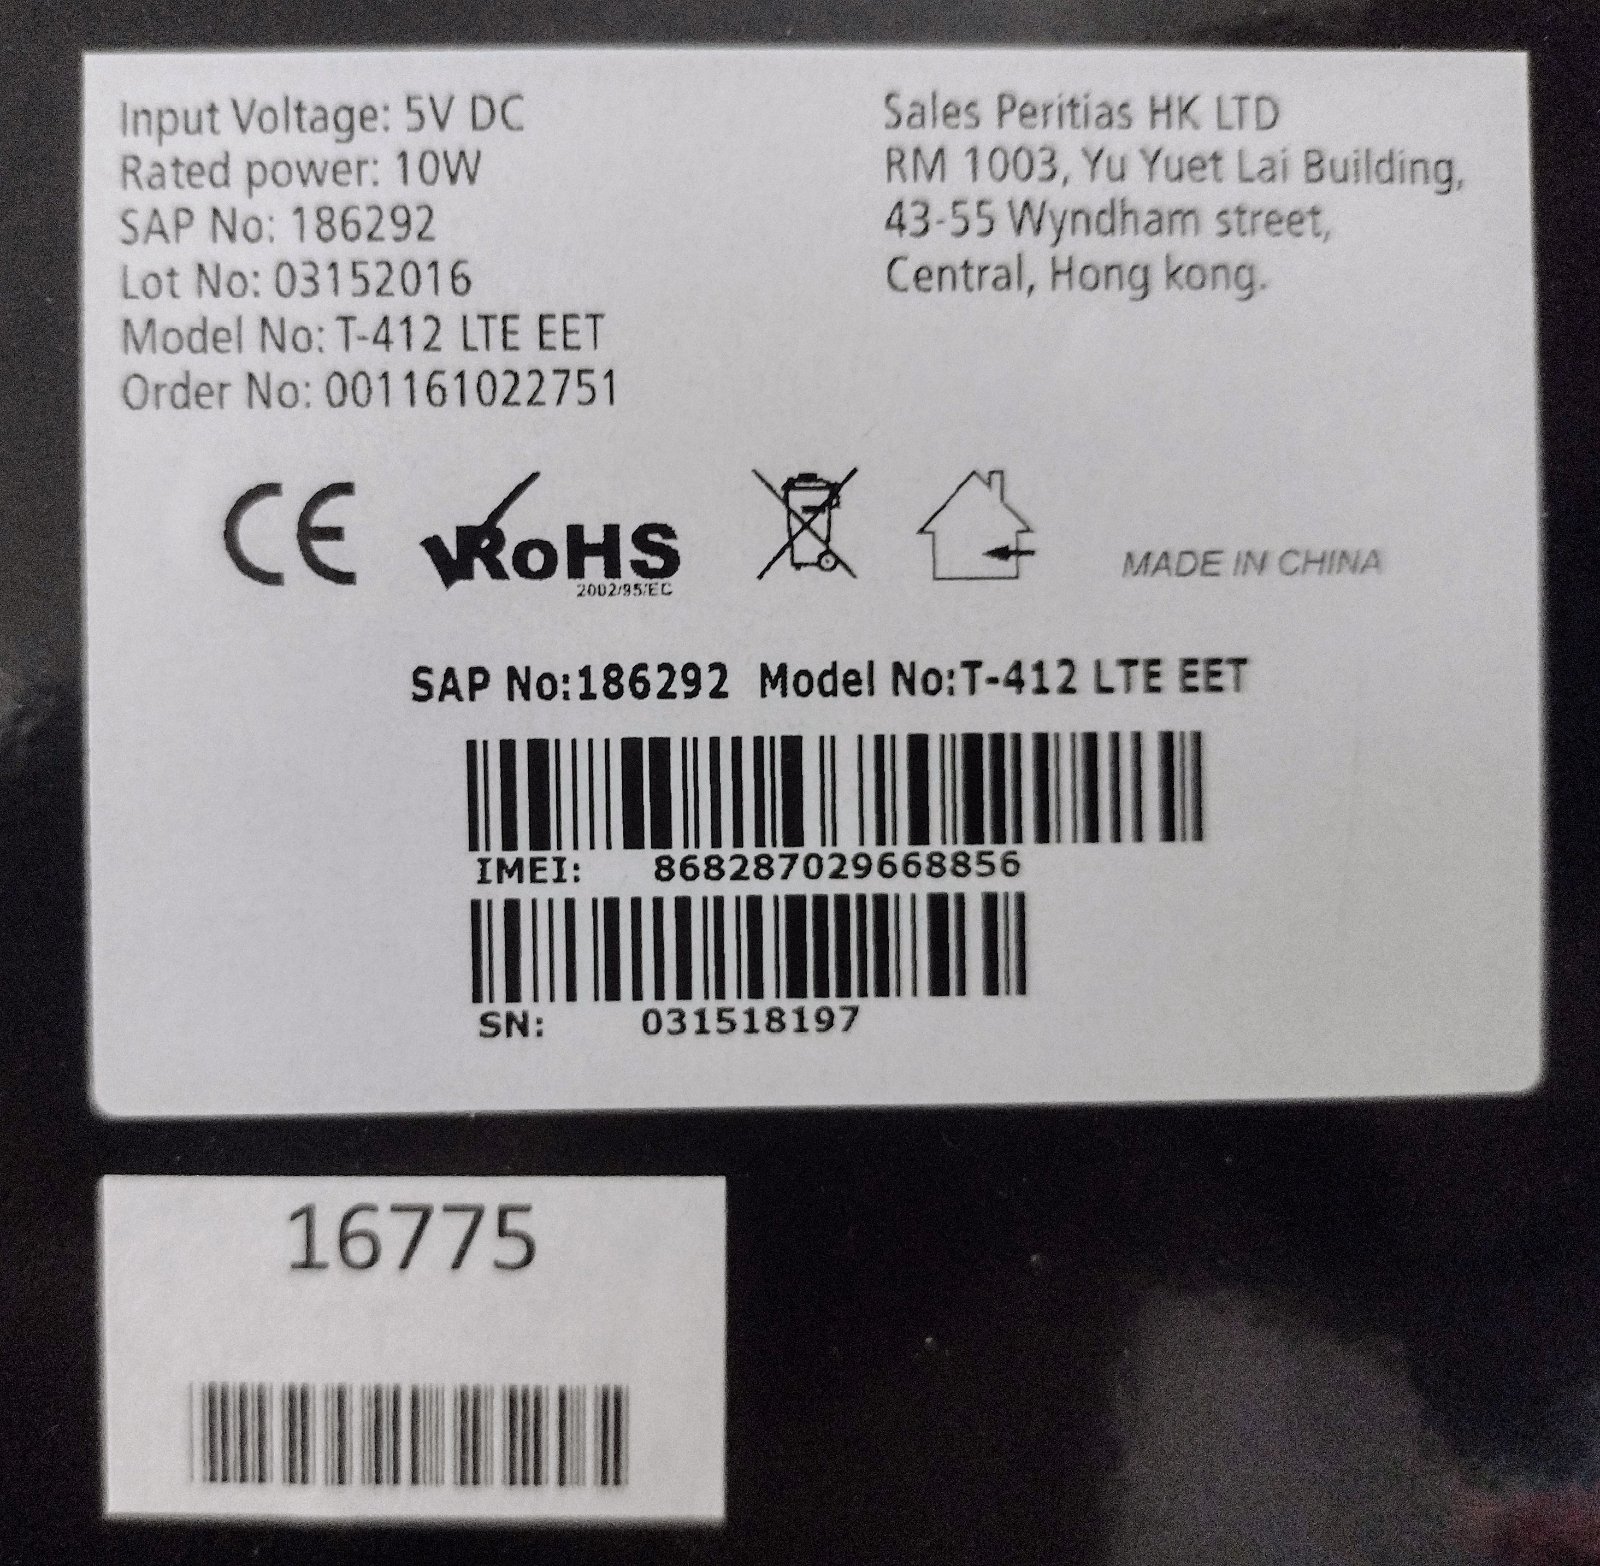 Input Voltage: 5V DC
Rated power: 10W
SAP No: 186292
Lot No: 03152016
Model No: T-412 LTE EET
Order No: 001161022751
Sales Peritias HK LTD
RM 1003, Yu Yuet Lai Building,
43-55 Wyndham street,
Central, Hong kong.
CE
RoHS
2002/95/EC
MADE IN CHINA
SAP No:186292 Model No:T-412 LTE EET
IMEI: 868287029668856
SN: 031518197
16775